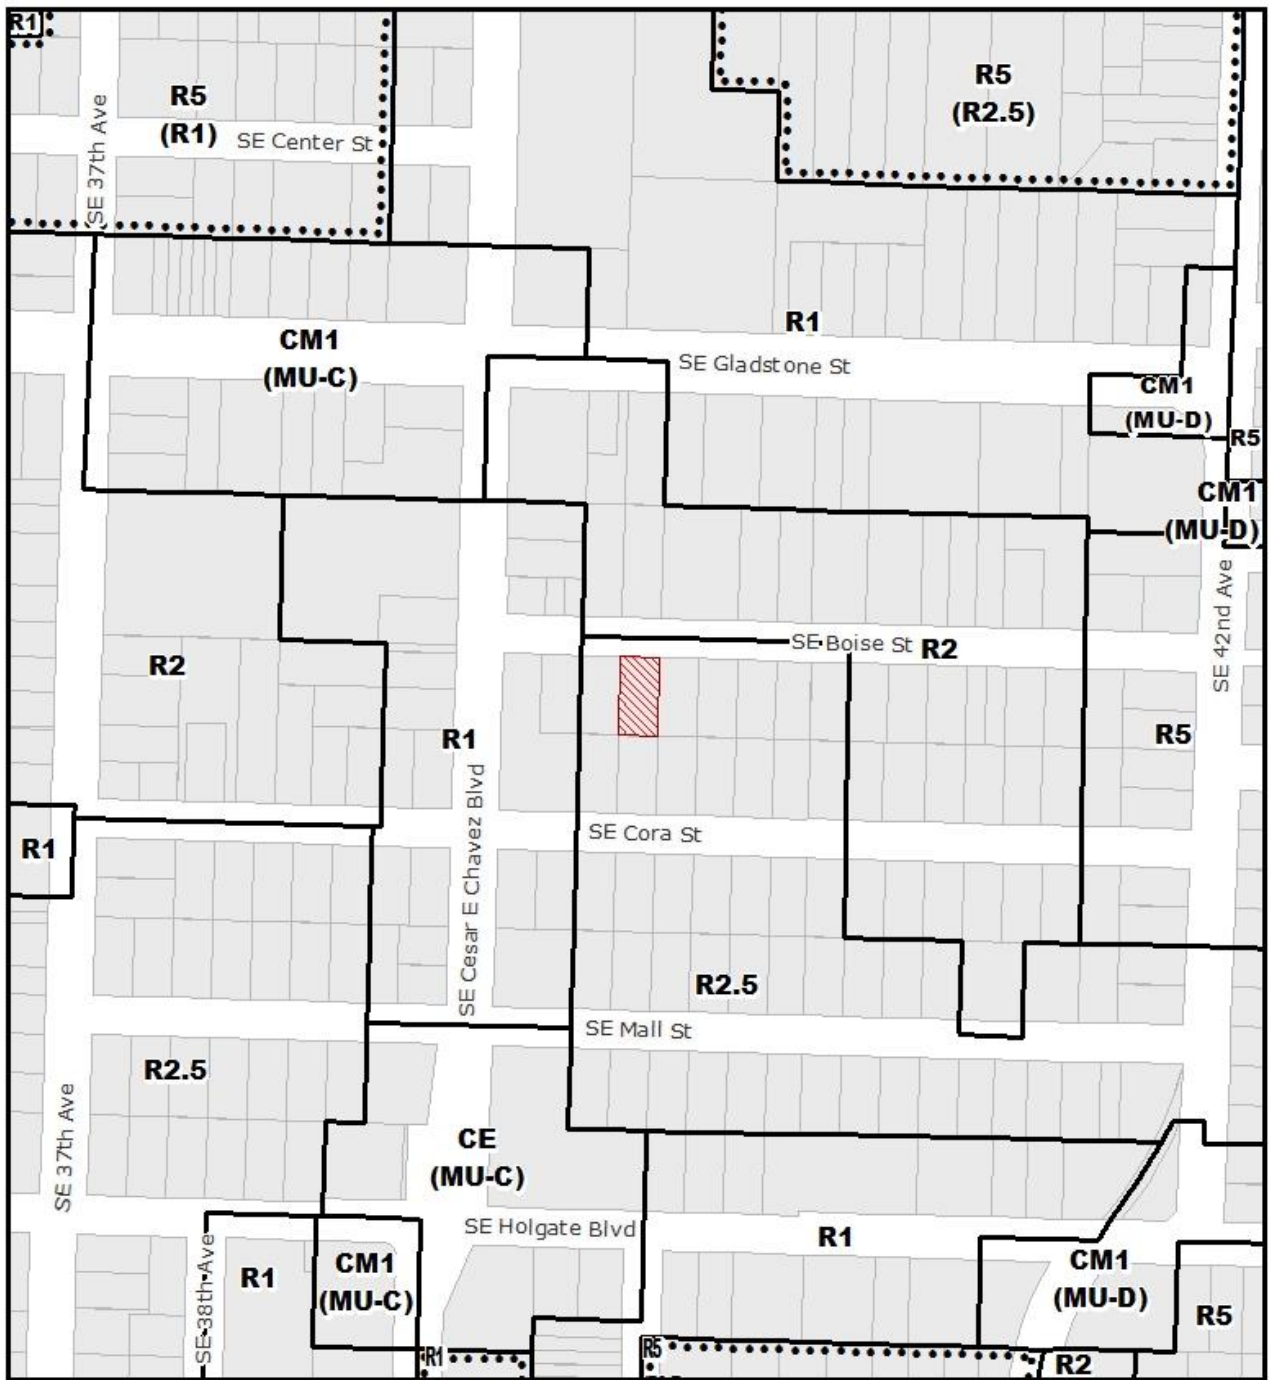 R1
R5
(R1)
SE Center St
SE 37th Ave
R5
(R2.5)
CM1
(MU-C)
R1
SE Gladstone St
CM1
(MU-D)
R5
CM1
(MU-D)
SE 42nd Ave
SE Boise St
R2
R2
R5
R1
SE Cesar E Chavez Blvd
R1
SE Cora St
R2.5
SE Mall St
R2.5
SE 37th Ave
CE
(MU-C)
SE Holgate Blvd
R1
SE 38th Ave
R1
CM1
(MU-C)
CM1
(MU-D)
R5
R1
R5
R2